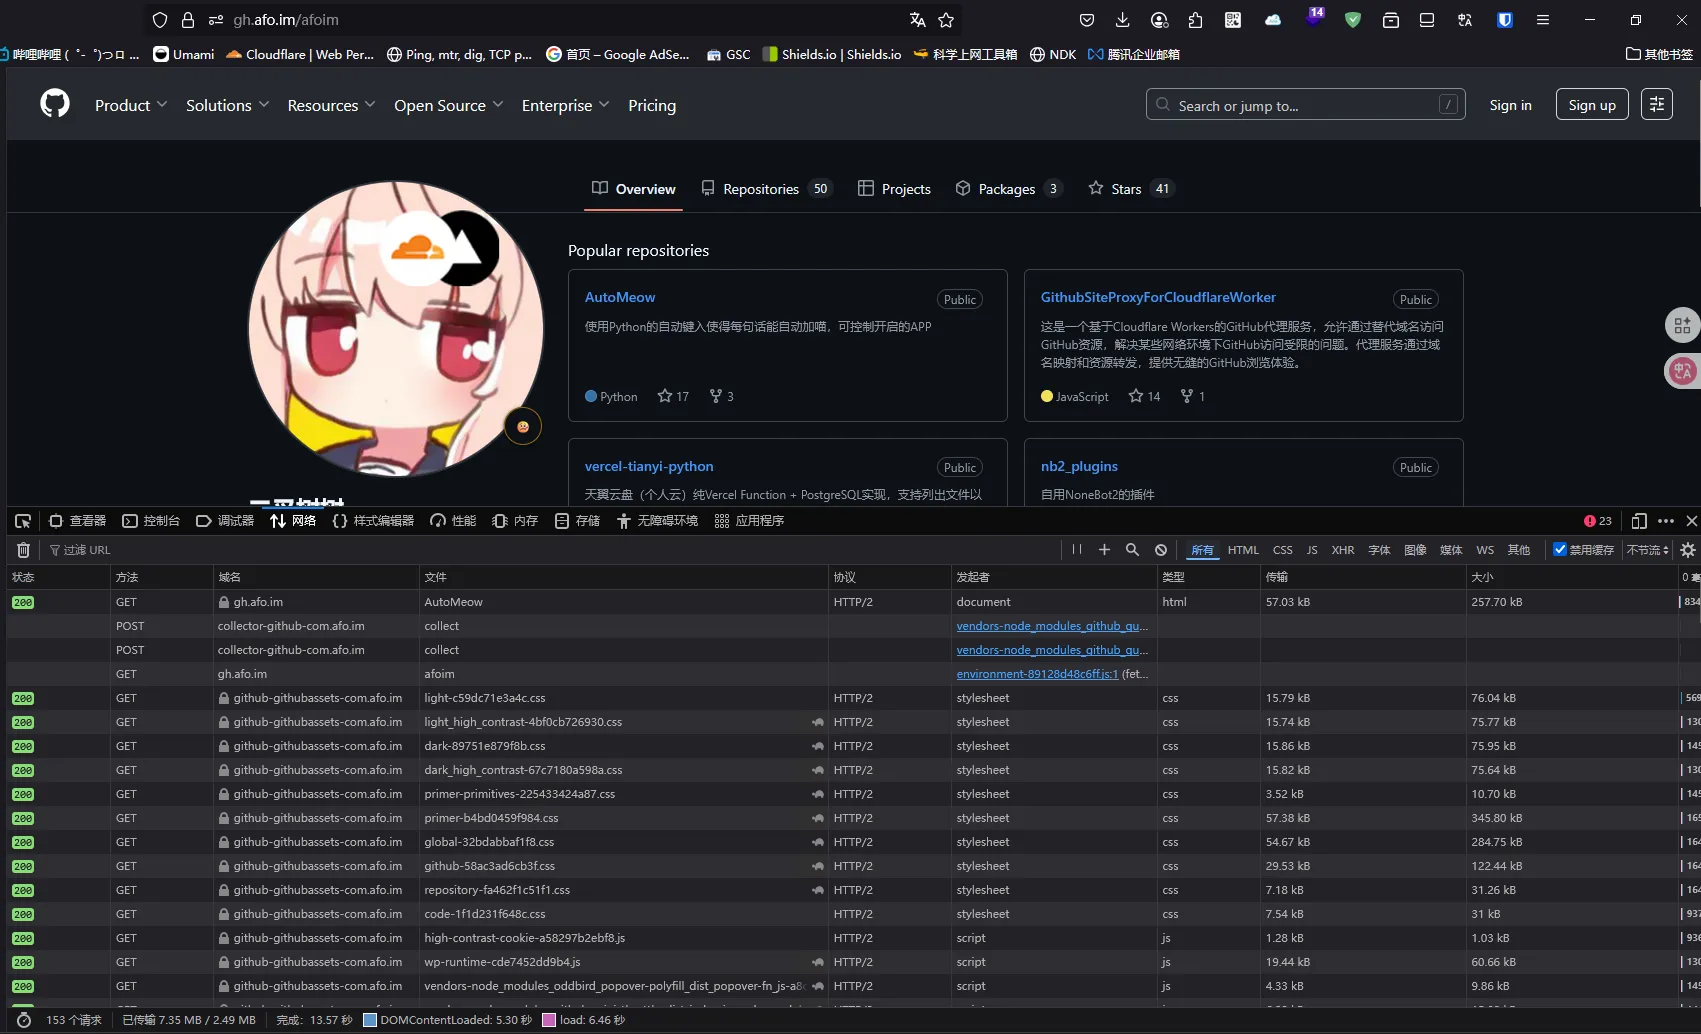 gh.afo.im/afoim
14
哔哩哔哩 ( ゜- ゜)つロ ...
Umami
Cloudflare | Web Per...
Ping, mtr, dig, TCP p...
首页 – Google AdSe...
GSC
Shields.io | Shields.io
科学上网工具箱
NDK
腾讯企业邮箱
其他书签
Product
Solutions
Resources
Open Source
Enterprise
Pricing
Search or jump to...
/
Sign in
Sign up
Overview
Repositories 50
Projects
Packages 3
Stars 41
Popular repositories
AutoMeow
Public
使用Python的自动键入使得每句话能自动加喵，可控制开启的APP
Python 17 3
GithubSiteProxyForCloudflareWorker
Public
这是一个基于Cloudflare Workers的GitHub代理服务，允许通过替代域名访问
GitHub资源，解决某些网络环境下GitHub访问受限的问题。代理服务通过域
名映射和资源转发，提供无缝的GitHub浏览体验。
JavaScript 14 1
vercel-tianyi-python
Public
天翼云盘（个人云）纯Vercel Function + PostgreSQL实现，支持列出文件以
nb2_plugins
Public
自用NoneBot2的插件
查看器 控制台 调试器 网络 样式编辑器 性能 内存 存储 无障碍环境 应用程序 23
过滤 URL
所有 HTML CSS JS XHR 字体 图像 媒体 WS 其他 禁用缓存 不节流
状态 方法 域名 文件 协议 发起者 类型 传输 大小 0 毫
200 GET gh.afo.im AutoMeow HTTP/2 document html 57.03 kB 257.70 kB 834
POST collector-github-com.afo.im collect vendors-node_modules_github_qu...
POST collector-github-com.afo.im collect vendors-node_modules_github_qu...
GET gh.afo.im afoim environment-89128d48c6ff.js:1 (fet...
200 GET github-githubassets-com.afo.im light-c59dc71e3a4c.css HTTP/2 stylesheet css 15.79 kB 76.04 kB 569
200 GET github-githubassets-com.afo.im light_high_contrast-4bf0cb726930.css HTTP/2 stylesheet css 15.74 kB 75.77 kB 130
200 GET github-githubassets-com.afo.im dark-89751e879f8b.css HTTP/2 stylesheet css 15.86 kB 75.95 kB 145
200 GET github-githubassets-com.afo.im dark_high_contrast-67c7180a598a.css HTTP/2 stylesheet css 15.82 kB 75.64 kB 130
200 GET github-githubassets-com.afo.im primer-primitives-225433424a87.css HTTP/2 stylesheet css 3.52 kB 10.70 kB 145
200 GET github-githubassets-com.afo.im primer-b4bd0459f984.css HTTP/2 stylesheet css 57.38 kB 345.80 kB 165
200 GET github-githubassets-com.afo.im global-32bdabbaf1f8.css HTTP/2 stylesheet css 54.67 kB 284.75 kB 164
200 GET github-githubassets-com.afo.im github-58ac3ad6cb3f.css HTTP/2 stylesheet css 29.53 kB 122.44 kB 164
200 GET github-githubassets-com.afo.im repository-fa462f1c51f1.css HTTP/2 stylesheet css 7.18 kB 31.26 kB 164
200 GET github-githubassets-com.afo.im code-1f1d231f648c.css HTTP/2 stylesheet css 7.54 kB 31 kB 937
200 GET github-githubassets-com.afo.im high-contrast-cookie-a58297b2ebf8.js HTTP/2 script js 1.28 kB 1.03 kB 936
200 GET github-githubassets-com.afo.im wp-runtime-cde7452dd9b4.js HTTP/2 script js 19.44 kB 60.66 kB 130
200 GET github-githubassets-com.afo.im vendors-node_modules_oddbird_popover-polyfill_dist_popover-fn_js-a8c HTTP/2 script js 4.33 kB 9.86 kB 145
153 个请求 已传输 7.35 MB / 2.49 MB 完成：13.57 秒 DOMContentLoaded: 5.30 秒 load: 6.46 秒